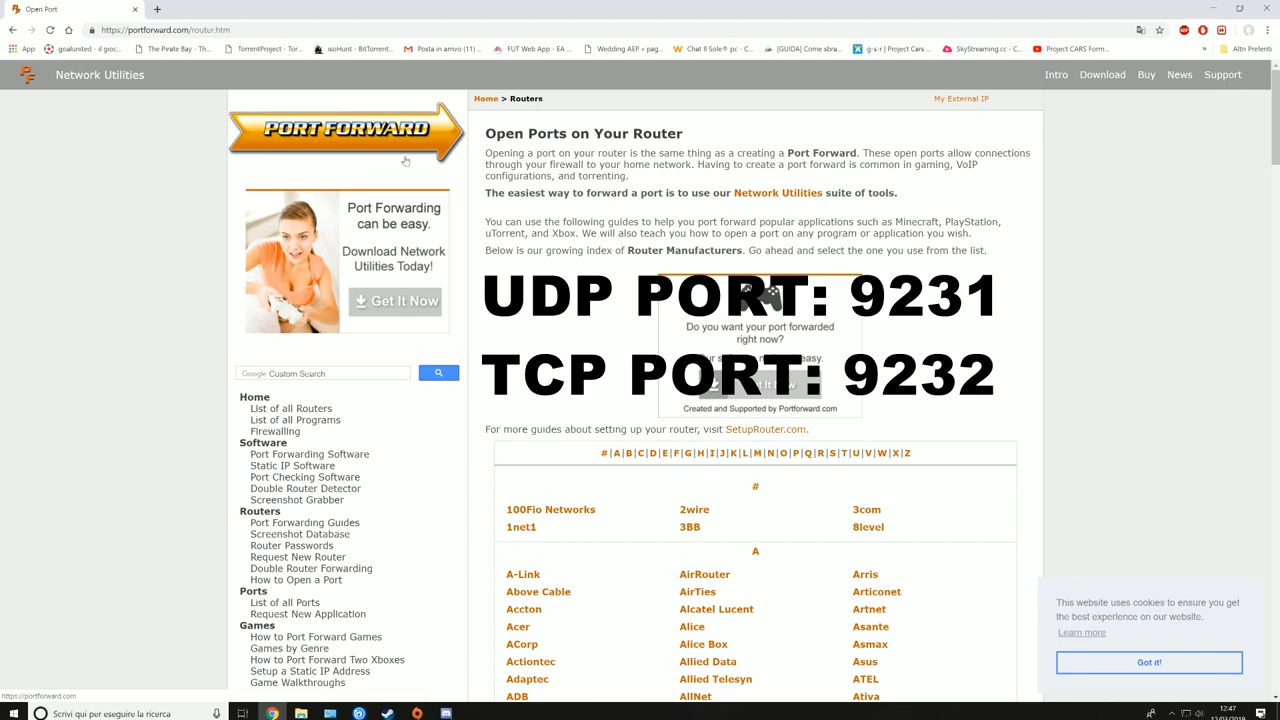 Open Port
https://portforward.com/router.htm
App
goalunited - il gioc...
The Pirate Bay - Th...
TorrentProject - Tor...
isoHunt - BitTorrent...
Posta in arrivo (11) -...
FUT Web App - EA ...
Wedding AEP » pag...
Chat Il Sole® pc - C...
[GUIDA] Come sbra...
g-s-r | Project Cars ...
SkyStreaming.cc - C...
Project CARS Form...
»
Altri Preferiti
Network Utilities
Intro
Download
Buy
News
Support
PORT FORWARD
Port Forwarding
can be easy.
Download Network
Utilities Today!
Get It Now
Google Custom Search
Home
List of all Routers
List of all Programs
Firewalling
Software
Port Forwarding Software
Static IP Software
Port Checking Software
Double Router Detector
Screenshot Grabber
Routers
Port Forwarding Guides
Screenshot Database
Router Passwords
Request New Router
Double Router Forwarding
How to Open a Port
Ports
List of all Ports
Request New Application
Games
How to Port Forward Games
Games by Genre
How to Port Forward Two Xboxes
Setup a Static IP Address
Game Walkthroughs
Home > Routers
My External IP
Open Ports on Your Router
Opening a port on your router is the same thing as a creating a Port Forward. These open ports allow connections
through your firewall to your home network. Having to create a port forward is common in gaming, VoIP
configurations, and torrenting.
The easiest way to forward a port is to use our Network Utilities suite of tools.
You can use the following guides to help you port forward popular applications such as Minecraft, PlayStation,
uTorrent, and Xbox. We will also teach you how to open a port on any program or application you wish.
Below is our growing index of Router Manufacturers. Go ahead and select the one you use from the list.
UDP PORT: 9231
Do you want your port forwarded
right now?
TCP PORT: 9232
Created and Supported by Portforward.com
For more guides about setting up your router, visit SetupRouter.com.
#|A|B|C|D|E|F|G|H|I|J|K|L|M|N|O|P|Q|R|S|T|U|V|W|X|Z
#
100Fio Networks 2wire 3com
1net1 3BB 8level
A
A-Link AirRouter Arris
Above Cable AirTies Articonet
Accton Alcatel Lucent Artnet
Acer Alice Asante
ACorp Alice Box Asmax
Actiontec Allied Data Asus
Adaptec Allied Telesyn ATEL
ADB AllNet Ativa
This website uses cookies to ensure you get
the best experience on our website.
Learn more
Got it!
https://portforward.com
Scrivi qui per eseguire la ricerca
12:47